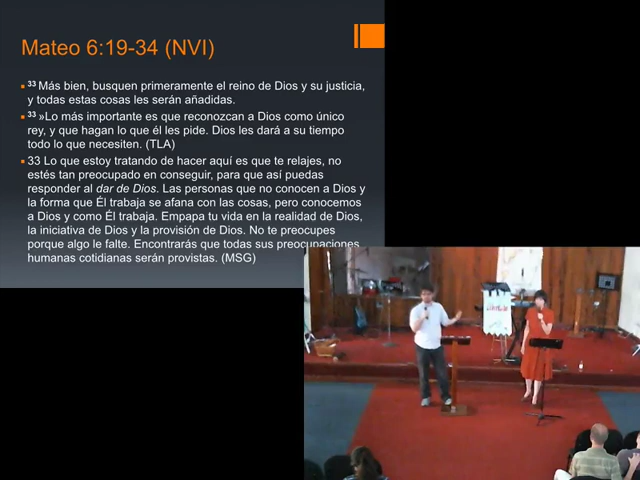 Mateo 6:19-34 (NVI)
33 Más bien, busquen primeramente el reino de Dios y su justicia,
y todas estas cosas les serán añadidas.
33 »Lo más importante es que reconozcan a Dios como único
rey, y que hagan lo que él les pide. Dios les dará a su tiempo
todo lo que necesiten. (TLA)
33 Lo que estoy tratando de hacer aquí es que te relajes, no
estés tan preocupado en conseguir, para que así puedas
responder al dar de Dios. Las personas que no conocen a Dios y
la forma que Él trabaja se afana con las cosas, pero conocemos
a Dios y como Él trabaja. Empapa tu vida en la realidad de Dios,
la iniciativa de Dios y la provisión de Dios. No te preocupes
porque algo le falte. Encontrarás que todas sus preocupaciones
humanas cotidianas serán provistas. (MSG)